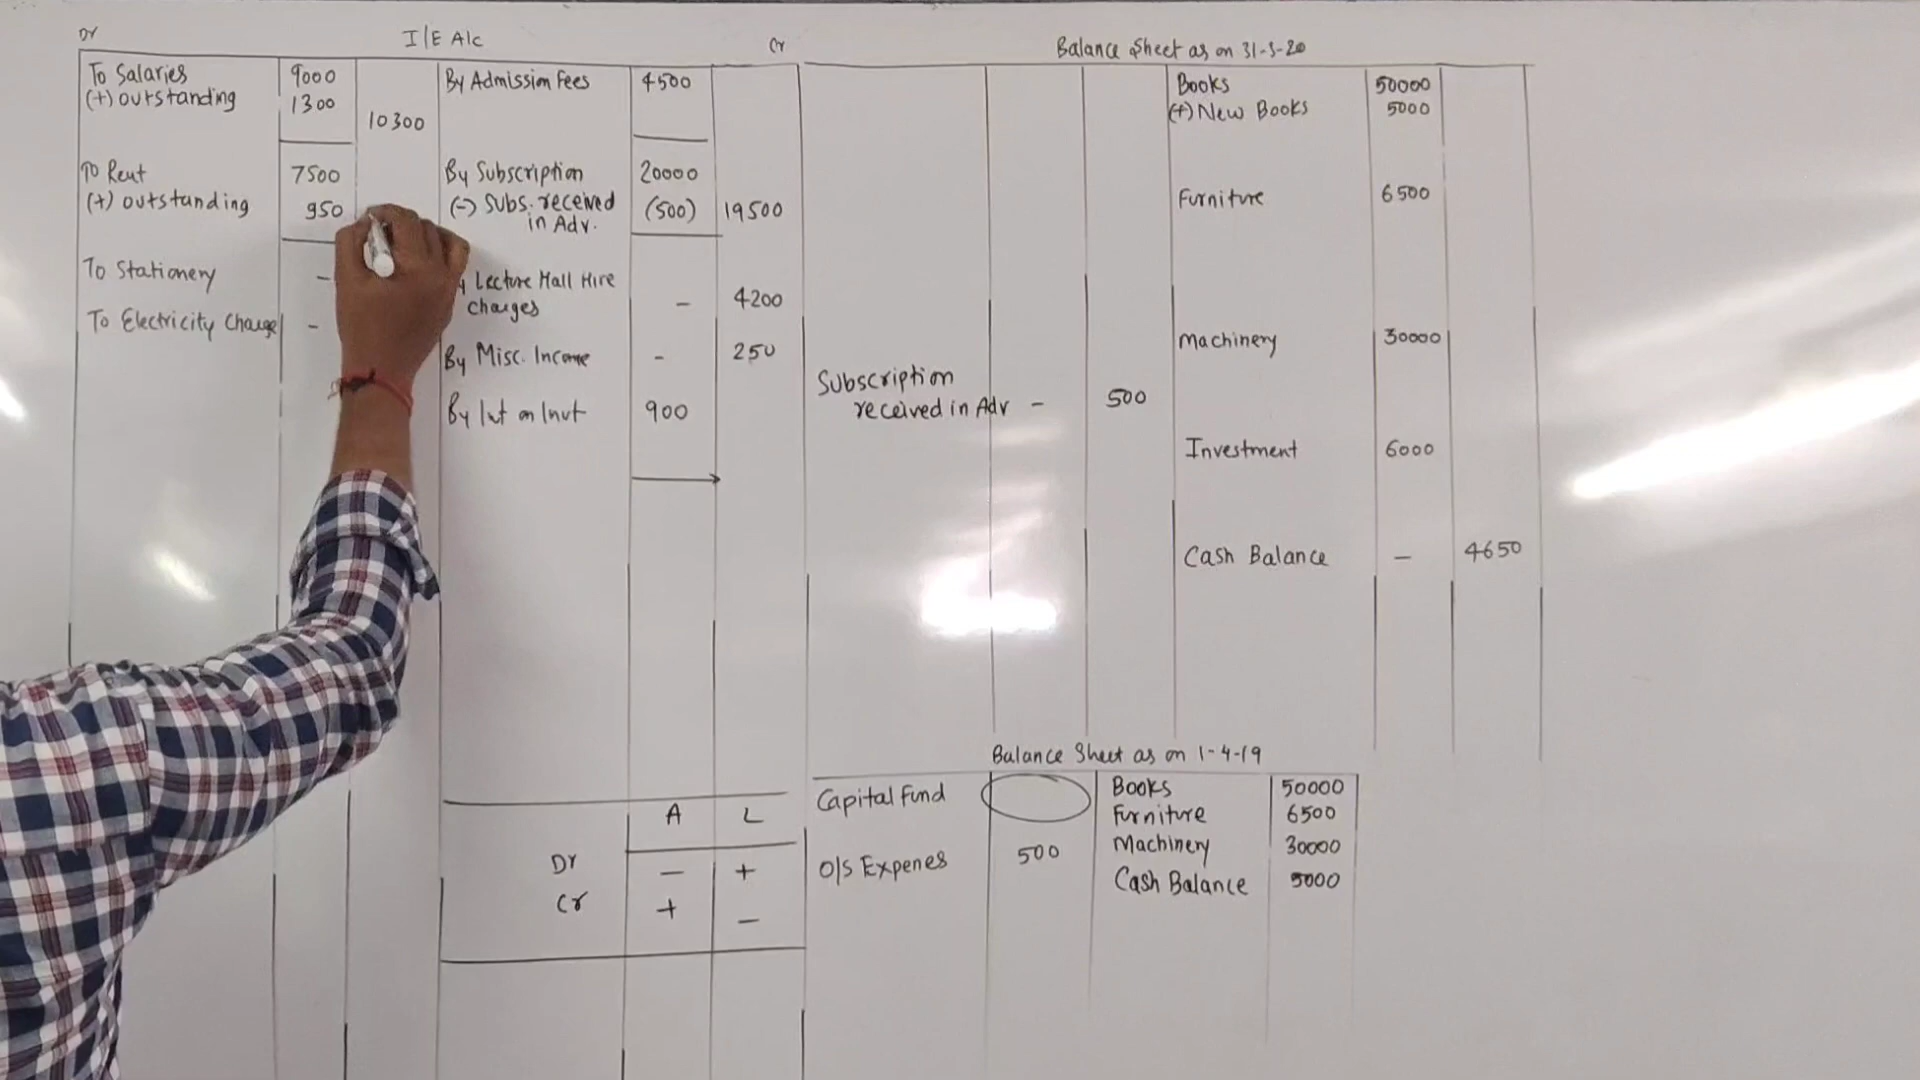 Dr I/E A/c Cr
To Salaries 9000
(+) outstanding 1300
10300
To Rent 7500
(+) outstanding 950
To Stationery -
To Electricity Charge -
By Admission Fees 4500
By Subscription 20000
(-) Subs. received (500) 19500
in Adv.
Lecture Hall Hire
charges - 4200
By Misc. Income - 250
By Int on Invt 900
A L
Dr - +
Cr + -
Balance Sheet as on 31-3-20
Subscription
received in Adv - 500
Books 50000
(+) New Books 5000
Furniture 6500
Machinery 30000
Investment 6000
Cash Balance - 4650
Balance Sheet as on 1-4-19
Capital Fund
O/S Expenes 500
Books 50000
Furniture 6500
Machinery 30000
Cash Balance 5000